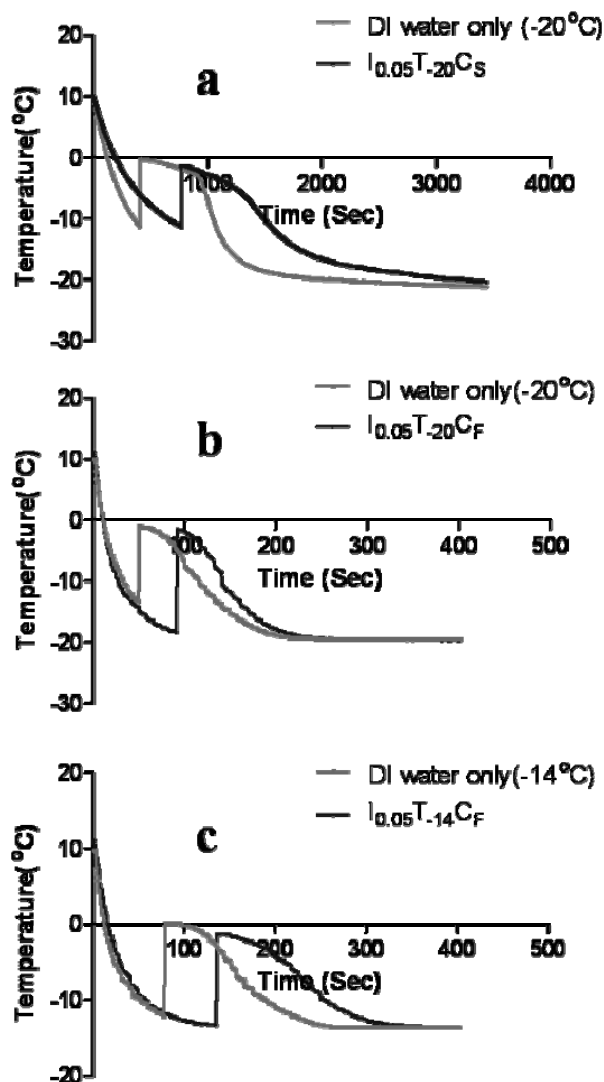 20
10
0
-10
-20
-30
Temperature(°C)
a
DI water only (-20°C)
I0.05T-20CS
1000
2000
3000
4000
Time (Sec)
20
10
0
-10
-20
-30
Temperature(°C)
b
DI water only(-20°C)
I0.05T-20CF
100
200
300
400
500
Time (Sec)
20
10
0
-10
-20
Temperature(°C)
c
DI water only(-14°C)
I0.05T-14CF
100
200
300
400
500
Time (Sec)